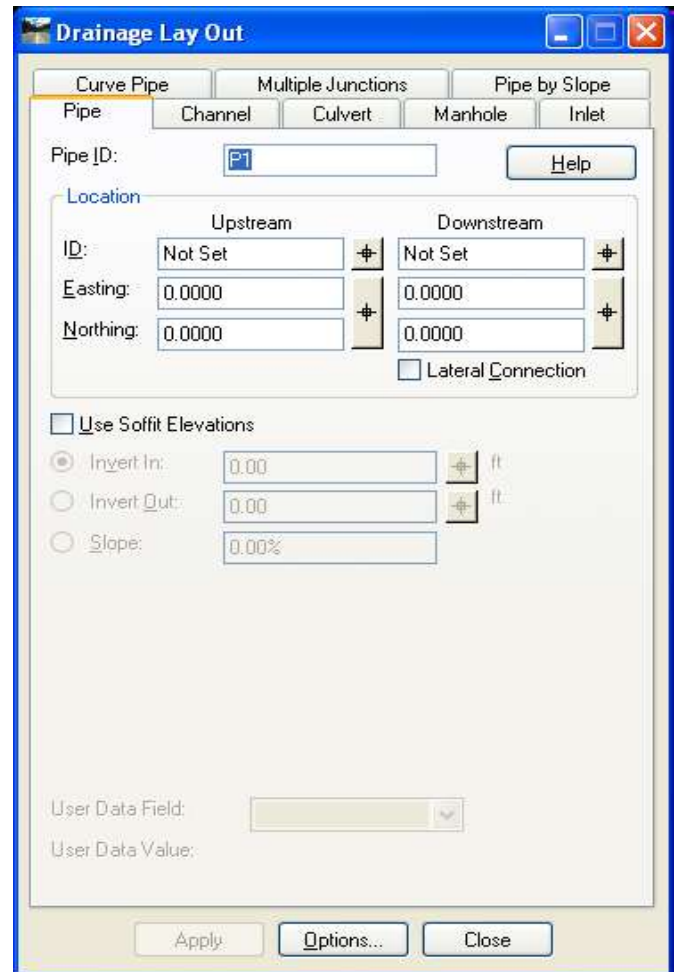 Drainage Lay Out
Curve Pipe Multiple Junctions Pipe by Slope
Pipe Channel Culvert Manhole Inlet
Pipe ID: P1 Help
Location
Upstream Downstream
ID: Not Set Not Set
Easting: 0.0000 0.0000
Northing: 0.0000 0.0000
Lateral Connection
Use Soffit Elevations
Invert In: 0.00 ft
Invert Out: 0.00 ft
Slope: 0.00%
User Data Field:
User Data Value:
Apply Options... Close